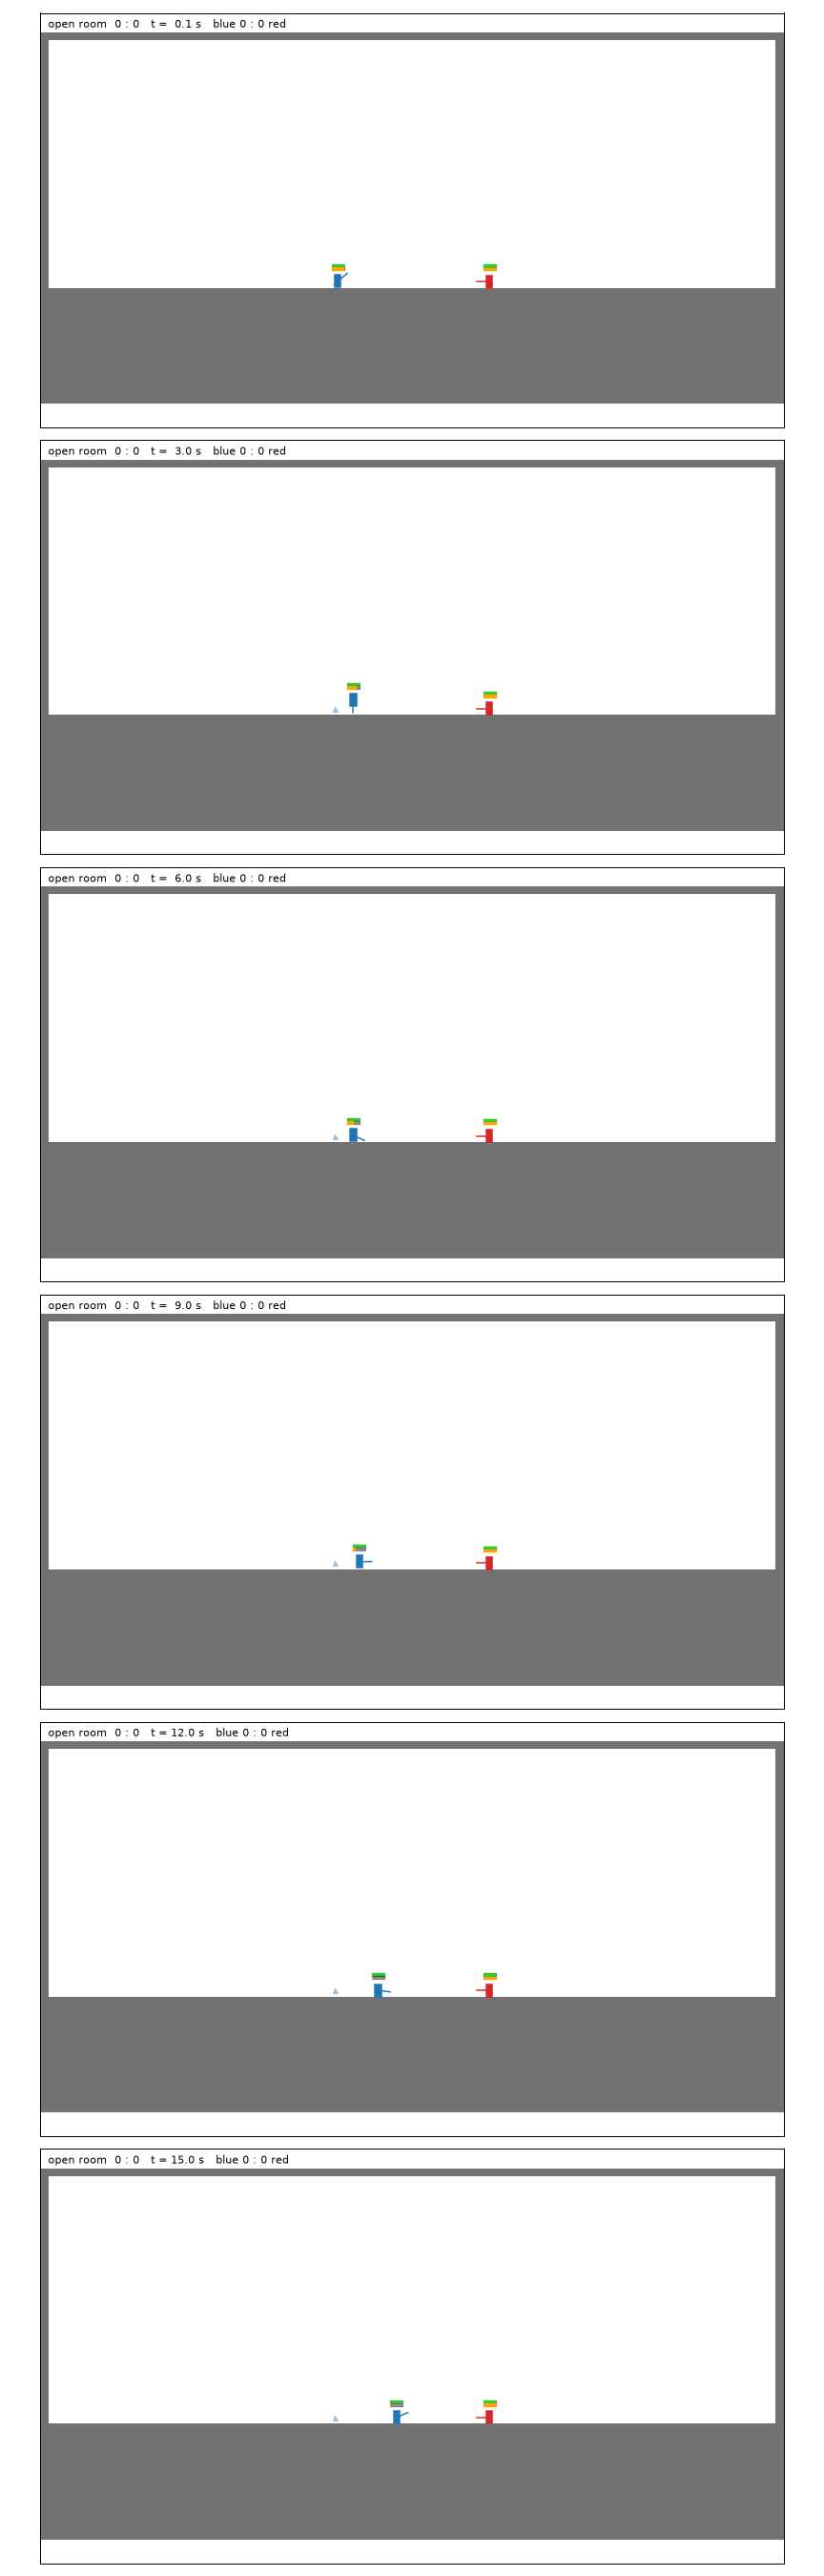 open room 0 : 0 t = 0.1 s blue 0 : 0 red
open room 0 : 0 t = 3.0 s blue 0 : 0 red
open room 0 : 0 t = 6.0 s blue 0 : 0 red
open room 0 : 0 t = 9.0 s blue 0 : 0 red
open room 0 : 0 t = 12.0 s blue 0 : 0 red
open room 0 : 0 t = 15.0 s blue 0 : 0 red